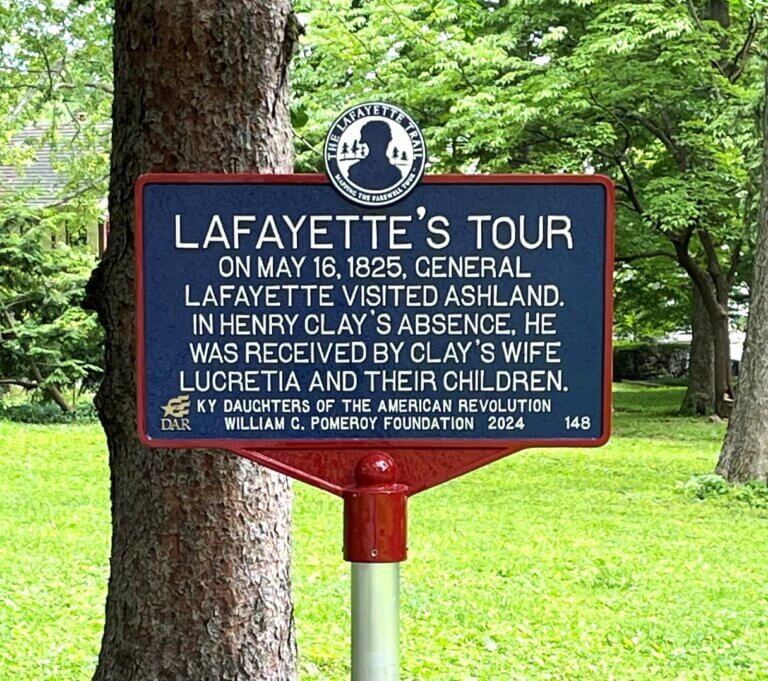 THE LAFAYETTE TRAIL
MAPPING THE FAREWELL TOUR
LAFAYETTE'S TOUR
ON MAY 16, 1825, GENERAL
LAFAYETTE VISITED ASHLAND.
IN HENRY CLAY'S ABSENCE, HE
WAS RECEIVED BY CLAY'S WIFE
LUCRETIA AND THEIR CHILDREN.
DAR
KY DAUGHTERS OF THE AMERICAN REVOLUTION
WILLIAM G. POMEROY FOUNDATION 2024 148